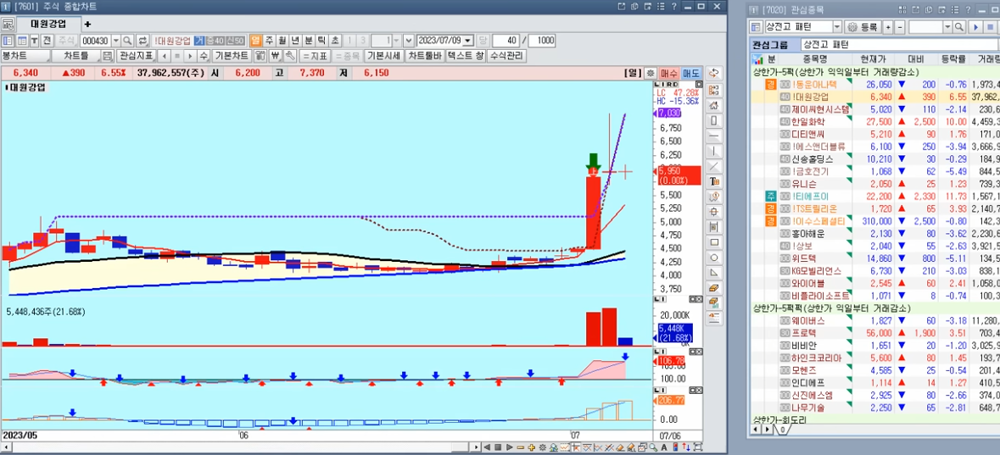 [7601] 주식 종합차트
대원강업 +
주식 000430 !대원강업 거 증40 신50 일 주 월 년 분 틱 초 1 3 1 2023/07/09 당 40 / 1000
봉차트 차트틀 관심지표 수 기본차트 ₩ =지표 =종목 기본시세 차트툴바 텍스트 창 수식관리
6,340 ▲390 6.55% 37,962,557(주) 시 6,200 고 7,370 저 6,150 [일] 매수 매도
대원강업
LC 47.28%
HC -15.36%
7,030
6,750
6,500
6,250
5,950
(0.00%)
5,500
5,250
5,000
4,750
4,500
4,250
4,000
3,750
5,448,436주(21.68%)
20,000K
5,448K
(21.68%)
106.78
100.00
206.77
0.00
2023/05 '06 '07 07/06
[7020] 관심종목
상한고 패턴 등록 + -
관심그룹 상전고 패턴
분 종목명 현재가 대비 등락률 거래량
상한가-5팍팍(상한가 익익일부터 거래량감소)
경 !동운아나텍 26,050 ▼ 200 -0.76 1,973,4
40 !대원강업 6,340 ▲ 390 6.55 37,962,
40 제이씨현시스템 5,020 ▼ 110 -2.14 230,6
40 한일화학 27,500 ▲ 2,500 10.00 4,459,3
디티앤씨 5,210 ▲ 90 1.76 171,0
!에스앤더블류 6,100 ▼ 250 -3.94 3,666,9
40 신송홀딩스 10,210 ▼ 30 -0.29 184,9
!금호전기 1,068 ▼ 62 -5.49 844,5
유니슨 2,050 ▲ 25 1.23 739,3
주 !티에프이 22,200 ▲ 2,330 11.73 1,567,1
경 !TS트릴리온 1,720 ▲ 65 3.93 2,140,7
경 !이수스페셜티 310,000 ▼ 2,500 -0.80 142,3
흥아해운 2,130 ▼ 80 -3.62 2,230,6
40 !상보 2,040 ▼ 55 -2.63 3,921,5
위드텍 14,860 ▼ 800 -5.11 134,5
30 KG모빌리언스 6,730 ▼ 210 -3.03 838,1
와이어블 2,545 ▲ 60 2.41 1,058,0
비플라이소프트 1,071 ▼ 8 -0.74 100,3
상한가-5팍팍(상한가 익일부터 거래량감소)
웨이버스 1,827 ▼ 60 -3.18 11,280,
30 프로텍 56,000 ▲ 1,900 3.51 703,4
비비안 1,651 ▼ 20 -1.20 3,025,9
하인크코리아 5,600 ▲ 80 1.45 193,7
모헨즈 4,585 ▼ 25 -0.54 201,4
인디에프 1,114 ▲ 14 1.27 410,5
신진에스엠 2,925 ▼ 80 -2.66 374,0
나무기술 2,250 ▼ 65 -2.81 648,7
상한가-회도리